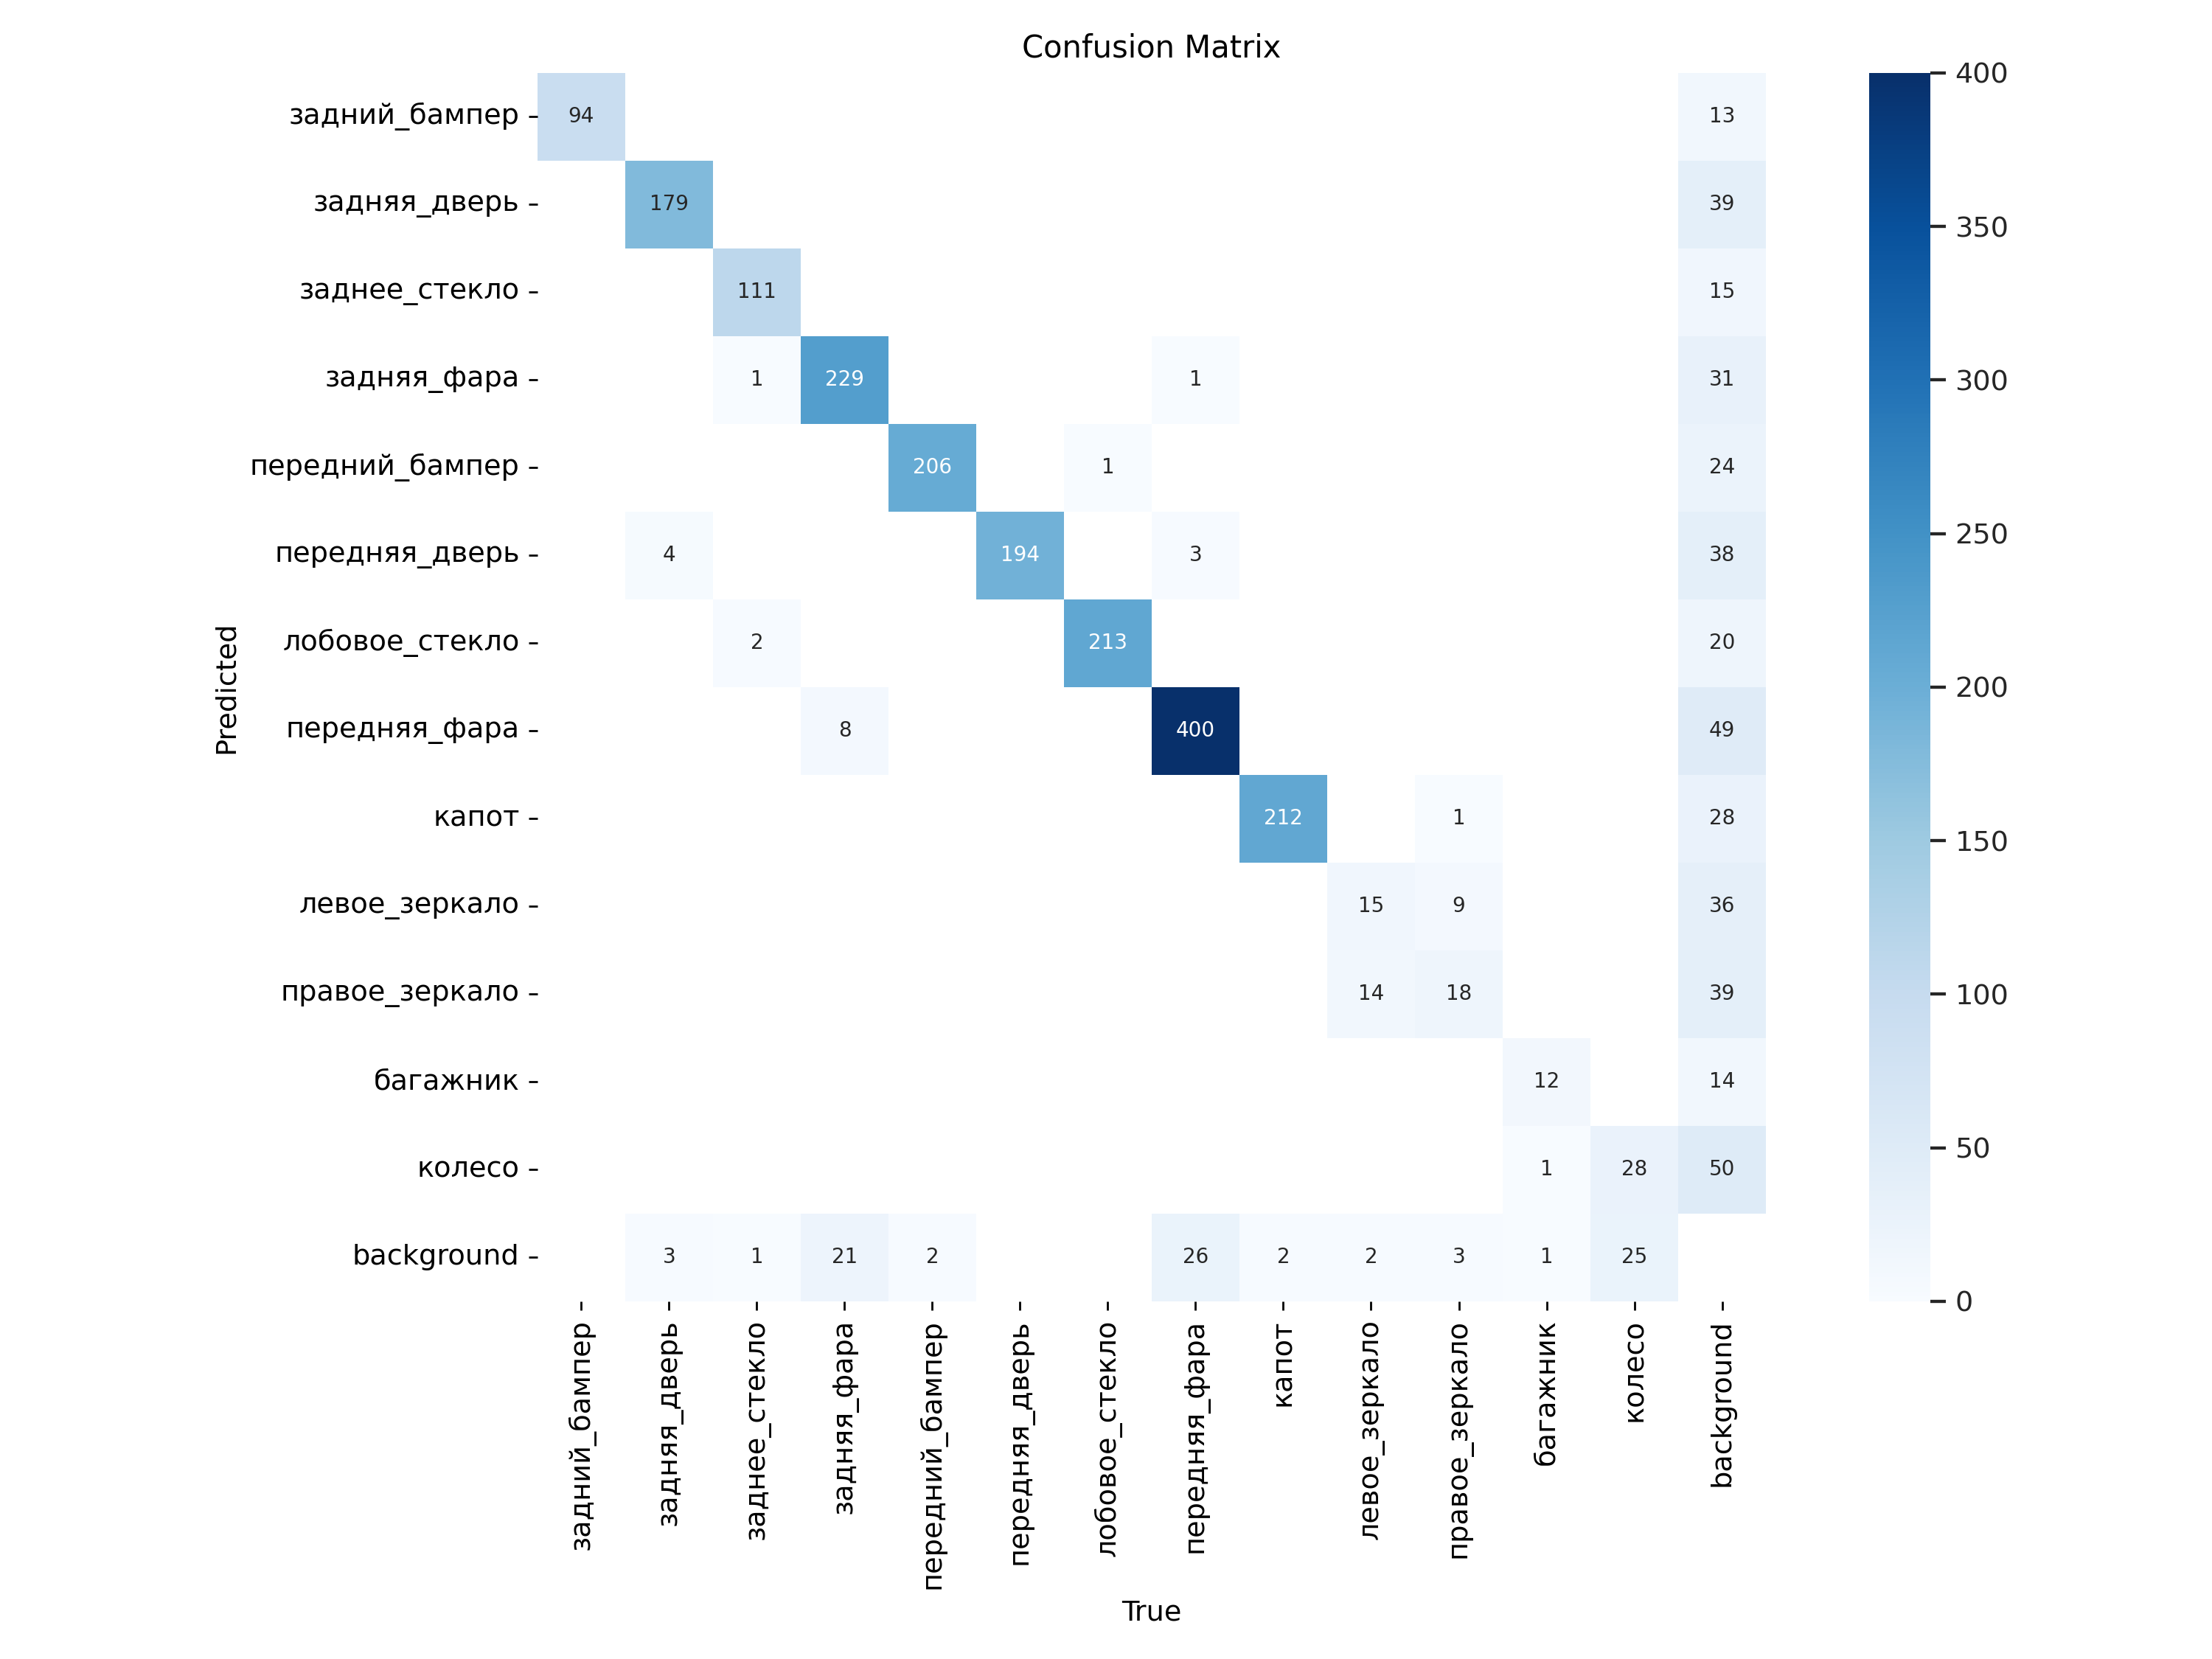 Confusion Matrix
задний_бампер 94 13
задняя_дверь 179 39
заднее_стекло 111 15
задняя_фара 1 229 1 31
передний_бампер 206 1 24
передняя_дверь 4 194 3 38
лобовое_стекло 2 213 20
передняя_фара 8 400 49
капот 212 1 28
левое_зеркало 15 9 36
правое_зеркало 14 18 39
багажник 12 14
колесо 1 28 50
background 3 1 21 2 26 2 2 3 1 25
Predicted
задний_бампер
задняя_дверь
заднее_стекло
задняя_фара
передний_бампер
передняя_дверь
лобовое_стекло
передняя_фара
капот
левое_зеркало
правое_зеркало
багажник
колесо
background
True
400
350
300
250
200
150
100
50
0